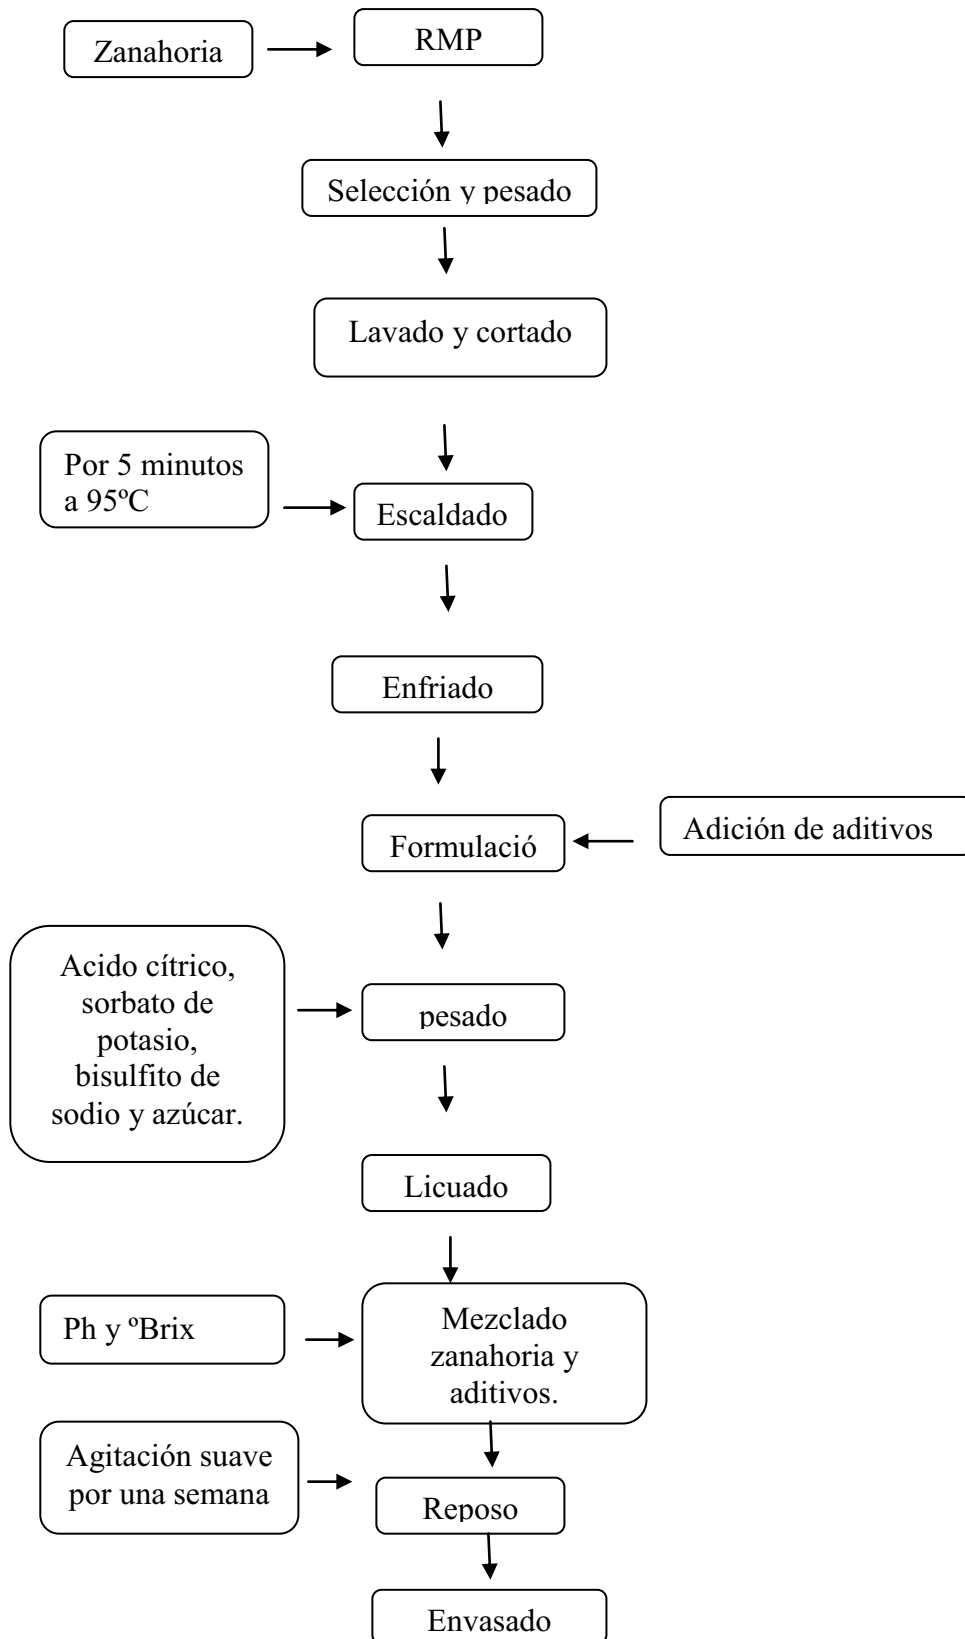 Zanahoria
RMP
Selección y pesado
Lavado y cortado
Por 5 minutos
a 95ºC
Escaldado
Enfriado
Formulació
Adición de aditivos
Acido cítrico,
sorbato de
potasio,
bisulfito de
sodio y azúcar.
pesado
Licuado
Ph y ºBrix
Mezclado
zanahoria y
aditivos.
Agitación suave
por una semana
Reposo
Envasado